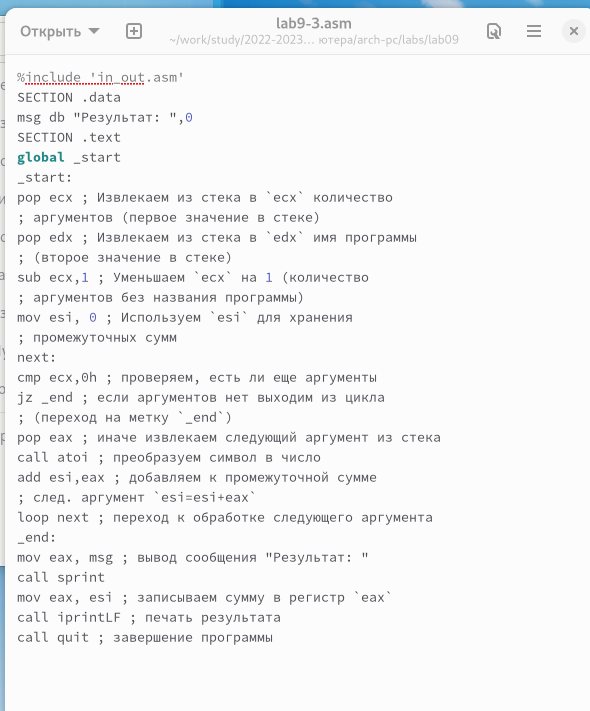 Открыть
lab9-3.asm
~/work/study/2022-2023… ютера/arch-pc/labs/lab09
%include 'in_out.asm'
SECTION .data
msg db "Результат: ",0
SECTION .text
global _start
_start:
pop ecx ; Извлекаем из стека в `ecx` количество
; аргументов (первое значение в стеке)
pop edx ; Извлекаем из стека в `edx` имя программы
; (второе значение в стеке)
sub ecx,1 ; Уменьшаем `ecx` на 1 (количество
; аргументов без названия программы)
mov esi, 0 ; Используем `esi` для хранения
; промежуточных сумм
next:
cmp ecx,0h ; проверяем, есть ли еще аргументы
jz _end ; если аргументов нет выходим из цикла
; (переход на метку `_end`)
pop eax ; иначе извлекаем следующий аргумент из стека
call atoi ; преобразуем символ в число
add esi,eax ; добавляем к промежуточной сумме
; след. аргумент `esi=esi+eax`
loop next ; переход к обработке следующего аргумента
_end:
mov eax, msg ; вывод сообщения "Результат: "
call sprint
mov eax, esi ; записываем сумму в регистр `eax`
call iprintLF ; печать результата
call quit ; завершение программы